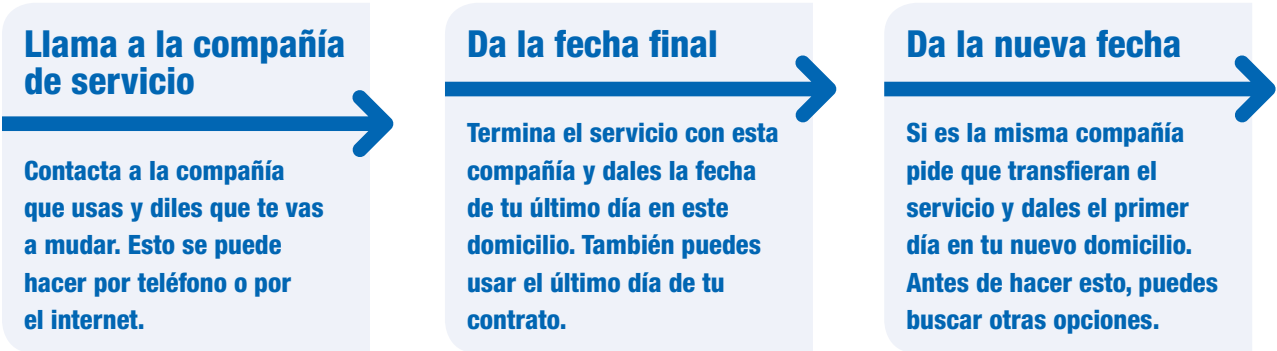 Llama a la compañía
de servicio
Contacta a la compañía
que usas y diles que te vas
a mudar. Esto se puede
hacer por teléfono o por
el internet.
Da la fecha final
Termina el servicio con esta
compañía y dales la fecha
de tu último día en este
domicilio. También puedes
usar el último día de tu
contrato.
Da la nueva fecha
Si es la misma compañía
pide que transfieran el
servicio y dales el primer
día en tu nuevo domicilio.
Antes de hacer esto, puedes
buscar otras opciones.